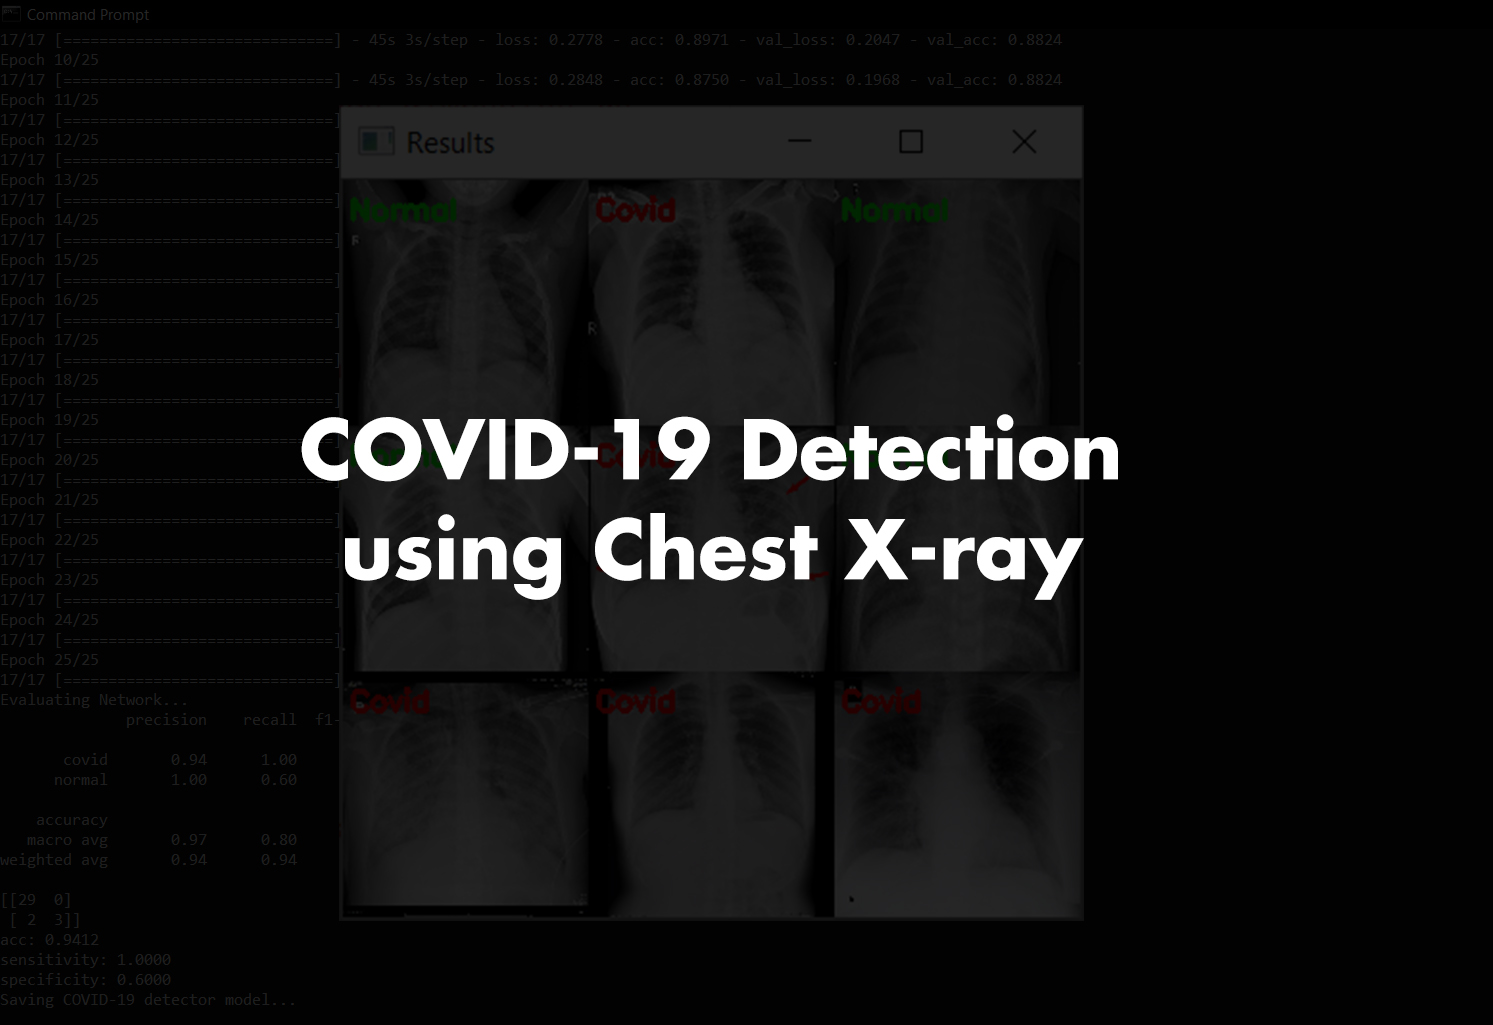 Command Prompt
17/17 [==============================] - 45s 3s/step - loss: 0.2778 - acc: 0.8971 - val_loss: 0.2047 - val_acc: 0.8824
Epoch 10/25
17/17 [==============================] - 45s 3s/step - loss: 0.2848 - acc: 0.8750 - val_loss: 0.1968 - val_acc: 0.8824
Epoch 11/25
17/17 [==============================]
Epoch 12/25
17/17 [==============================]
Epoch 13/25
17/17 [==============================]
Epoch 14/25
17/17 [==============================]
Epoch 15/25
17/17 [==============================]
Epoch 16/25
17/17 [==============================]
Epoch 17/25
17/17 [==============================]
Epoch 18/25
17/17 [==============================]
Epoch 19/25
17/17 [==============================]
Epoch 20/25
17/17 [==============================]
Epoch 21/25
17/17 [==============================]
Epoch 22/25
17/17 [==============================]
Epoch 23/25
17/17 [==============================]
Epoch 24/25
17/17 [==============================]
Epoch 25/25
17/17 [==============================]
Evaluating Network...
precision recall f1-
covid 0.94 1.00
normal 1.00 0.60
accuracy
macro avg 0.97 0.80
weighted avg 0.94 0.94
[[29 0]
[ 2 3]]
acc: 0.9412
sensitivity: 1.0000
specificity: 0.6000
Saving COVID-19 detector model...
Results
Normal Covid Normal
R
R
COVID-19 Detection
using Chest X-ray
Covid
Covid Covid Covid